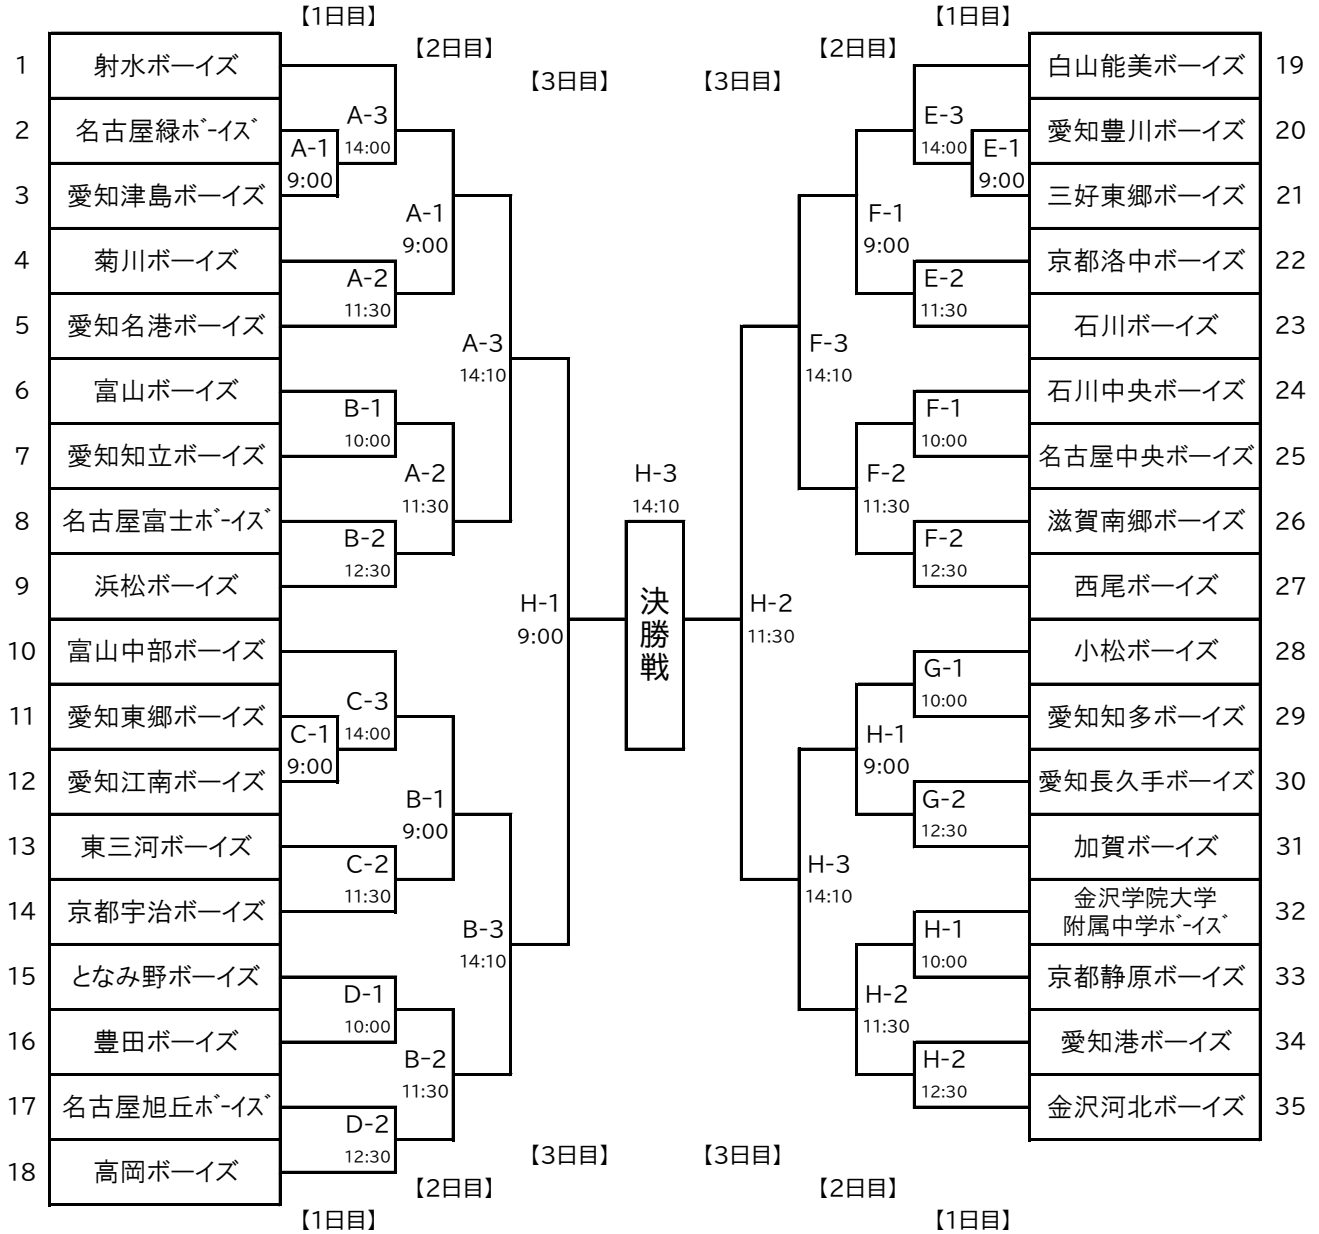 【1日目】
【2日目】
【3日目】
1 射水ボーイズ
2 名古屋緑ﾎﾞｰｲｽﾞ
3 愛知津島ボーイズ
4 菊川ボーイズ
5 愛知名港ボーイズ
6 富山ボーイズ
7 愛知知立ボーイズ
8 名古屋富士ﾎﾞｰｲｽﾞ
9 浜松ボーイズ
10 富山中部ボーイズ
11 愛知東郷ボーイズ
12 愛知江南ボーイズ
13 東三河ボーイズ
14 京都宇治ボーイズ
15 となみ野ボーイズ
16 豊田ボーイズ
17 名古屋旭丘ﾎﾞｰｲｽﾞ
18 高岡ボーイズ
A-1
9:00
A-3
14:00
A-2
11:30
B-1
10:00
B-2
12:30
C-1
9:00
C-3
14:00
C-2
11:30
D-1
10:00
D-2
12:30
A-1
9:00
A-2
11:30
B-1
9:00
B-2
11:30
A-3
14:10
B-3
14:10
H-1
9:00
【1日目】
【2日目】
【3日目】
H-3
14:10
決勝戦
【3日目】
【2日目】
【1日目】
H-2
11:30
F-3
14:10
H-3
14:10
F-1
9:00
F-2
11:30
H-1
9:00
H-2
11:30
E-3
14:00
E-1
9:00
E-2
11:30
F-1
10:00
F-2
12:30
G-1
10:00
G-2
12:30
H-1
10:00
H-2
12:30
白山能美ボーイズ 19
愛知豊川ボーイズ 20
三好東郷ボーイズ 21
京都洛中ボーイズ 22
石川ボーイズ 23
石川中央ボーイズ 24
名古屋中央ボーイズ 25
滋賀南郷ボーイズ 26
西尾ボーイズ 27
小松ボーイズ 28
愛知知多ボーイズ 29
愛知長久手ボーイズ 30
加賀ボーイズ 31
金沢学院大学
附属中学ﾎﾞｰｲｽﾞ 32
京都静原ボーイズ 33
愛知港ボーイズ 34
金沢河北ボーイズ 35
【3日目】
【2日目】
【1日目】